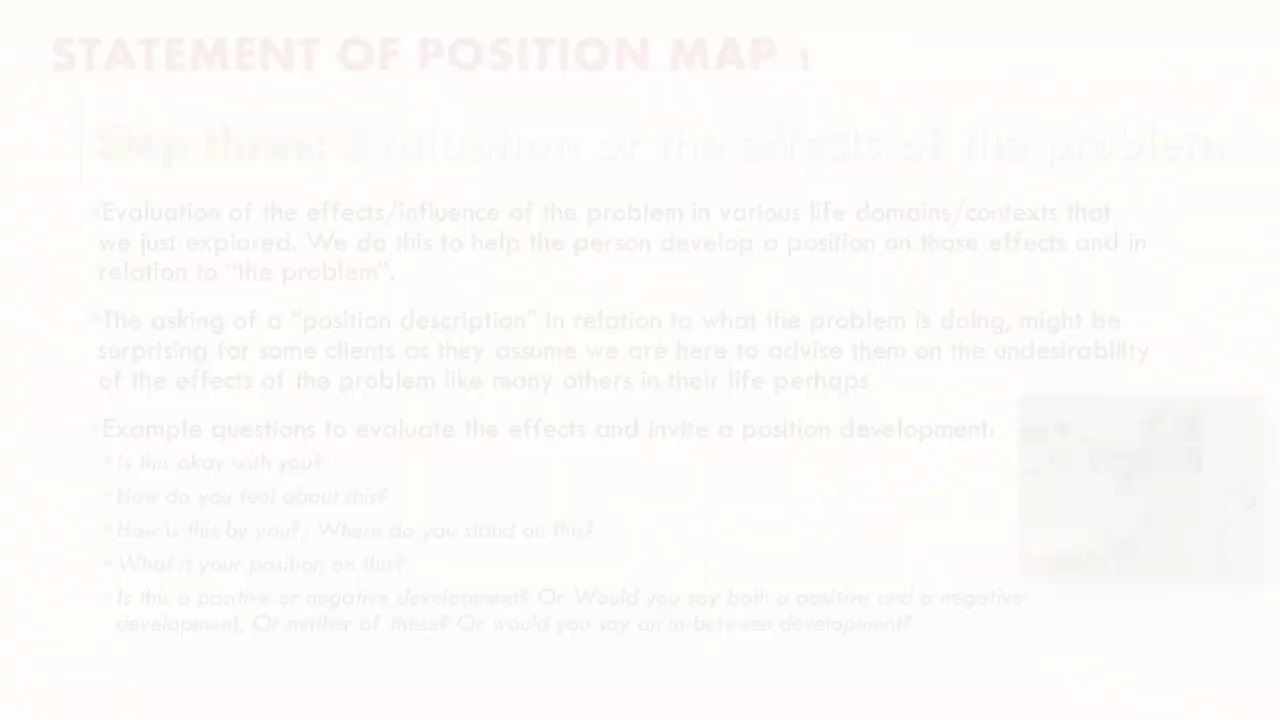 STATEMENT OF POSITION MAP 1
Step three: Evaluation of the effects of the problem
•Evaluation of the effects/influence of the problem in various life domains/contexts that
we just explored. We do this to help the person develop a position on those effects and in
relation to "the problem".
•The asking of a "position description" in relation to what the problem is doing, might be
surprising for some clients as they assume we are here to advise them on the undesirability
of the effects of the problem like many others in their life perhaps
•Example questions to evaluate the effects and invite a position development:
•Is this okay with you?
•How do you feel about this?
•How is this by you?/ Where do you stand on this?
•What it your position on this?
•Is this a positive or negative development? Or Would you say both a positive and a negative
development, Or neither of these? Or would you say an in-between development?